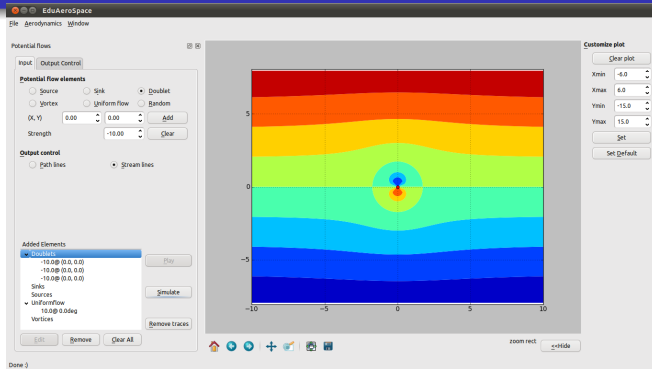 EduAeroSpace
File Aerodynamics Window
Potential flows
Input Output Control
Potential flow elements
Source Sink Doublet
Vortex Uniform flow Random
(X, Y) 0.00 0.00 Add
Strength -10.00 Clear
Output control
Path lines Stream lines
Added Elements
Doublets
-10.0@ (0.0, 0.0)
-10.0@ (0.0, 0.0)
-10.0@ (0.0, 0.0)
Sinks
Sources
Uniformflow
10.0@ 0.0deg
Vortices
Play
Simulate
Remove traces
Edit Remove Clear All
Done :)
5
0
−5
−10 −5 0 5 10
zoom rect
<<Hide
Customize plot
Clear plot
Xmin -6.0
Xmax 6.0
Ymin -15.0
Ymax 15.0
Set
Set Default